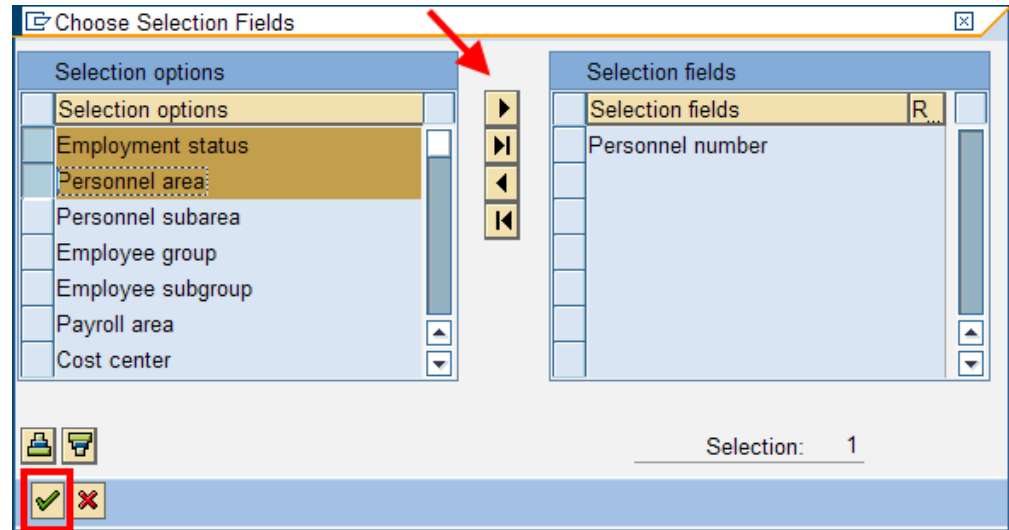 Choose Selection Fields
Selection options
Selection fields
Selection options
Selection fields R...
Employment status
Personnel number
Personnel area
Personnel subarea
Employee group
Employee subgroup
Payroll area
Cost center
Selection: 1